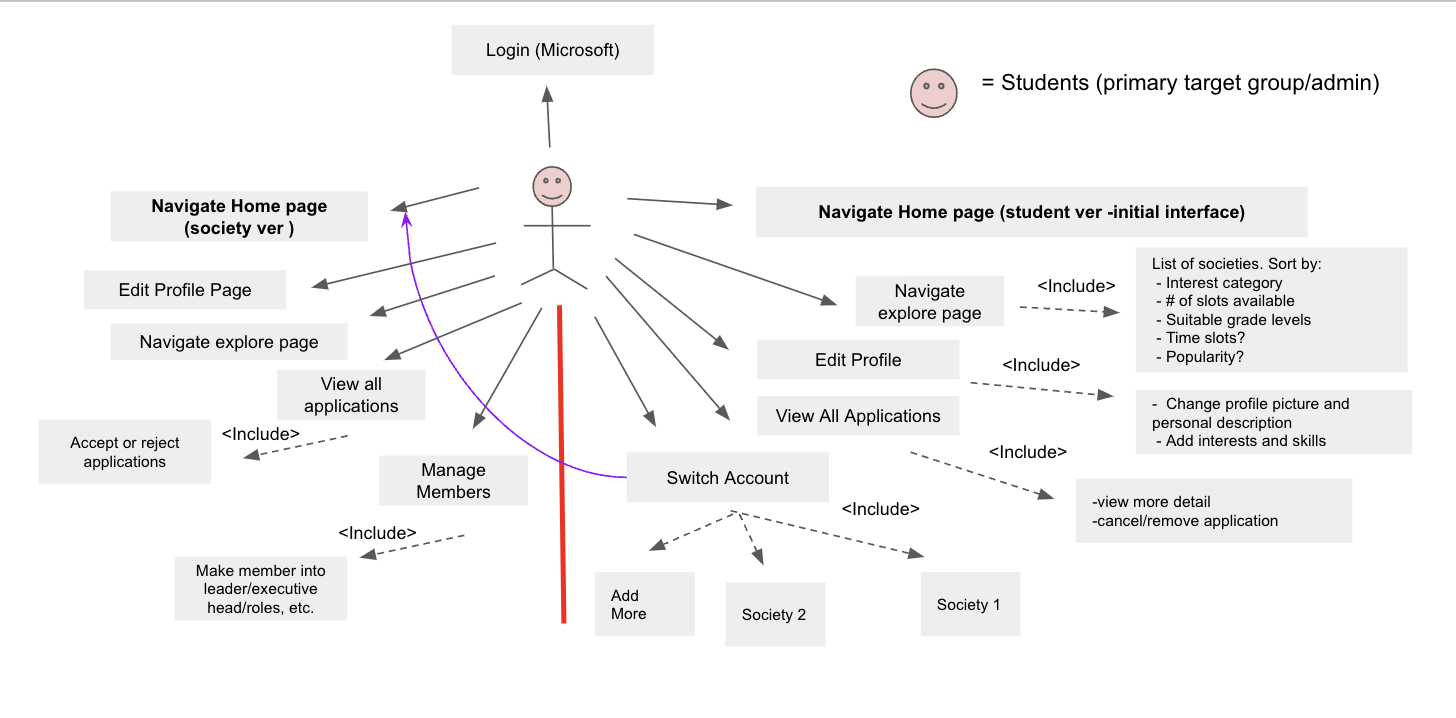 Login (Microsoft)
= Students (primary target group/admin)
Navigate Home page
(society ver )
Navigate Home page (student ver -initial interface)
Edit Profile Page
Navigate explore page
View all
applications
<Include>
Accept or reject
applications
Manage
Members
<Include>
Make member into
leader/executive
head/roles, etc.
Navigate
explore page
<Include>
List of societies. Sort by:
- Interest category
- # of slots available
- Suitable grade levels
- Time slots?
- Popularity?
Edit Profile
<Include>
- Change profile picture and
personal description
- Add interests and skills
View All Applications
<Include>
-view more detail
-cancel/remove application
Switch Account
<Include>
Add
More
Society 2
Society 1